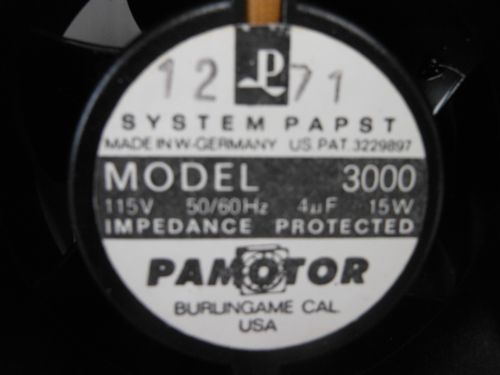 12 71
SYSTEM PAPST
MADE IN W-GERMANY US. PAT. 3229897
MODEL 3000
115V 50/60Hz 4µF 15W
IMPEDANCE PROTECTED
PAMOTOR
BURLINGAME CAL
USA